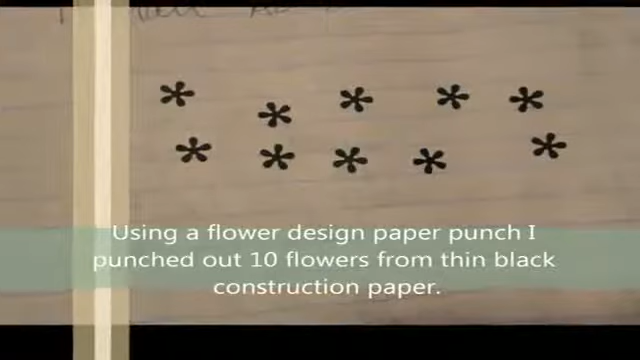 Using a flower design paper punch I
punched out 10 flowers from thin black
construction paper.